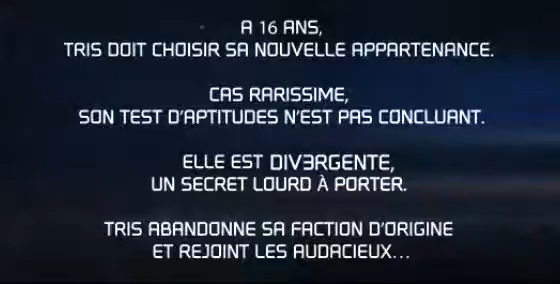 A 16 ANS,
TRIS DOIT CHOISIR SA NOUVELLE APPARTENANCE.
CAS RARISSIME,
SON TEST D'APTITUDES N'EST PAS CONCLUANT.
ELLE EST DIV3RGENTE,
UN SECRET LOURD À PORTER.
TRIS ABANDONNE SA FACTION D'ORIGINE
ET REJOINT LES AUDACIEUX...